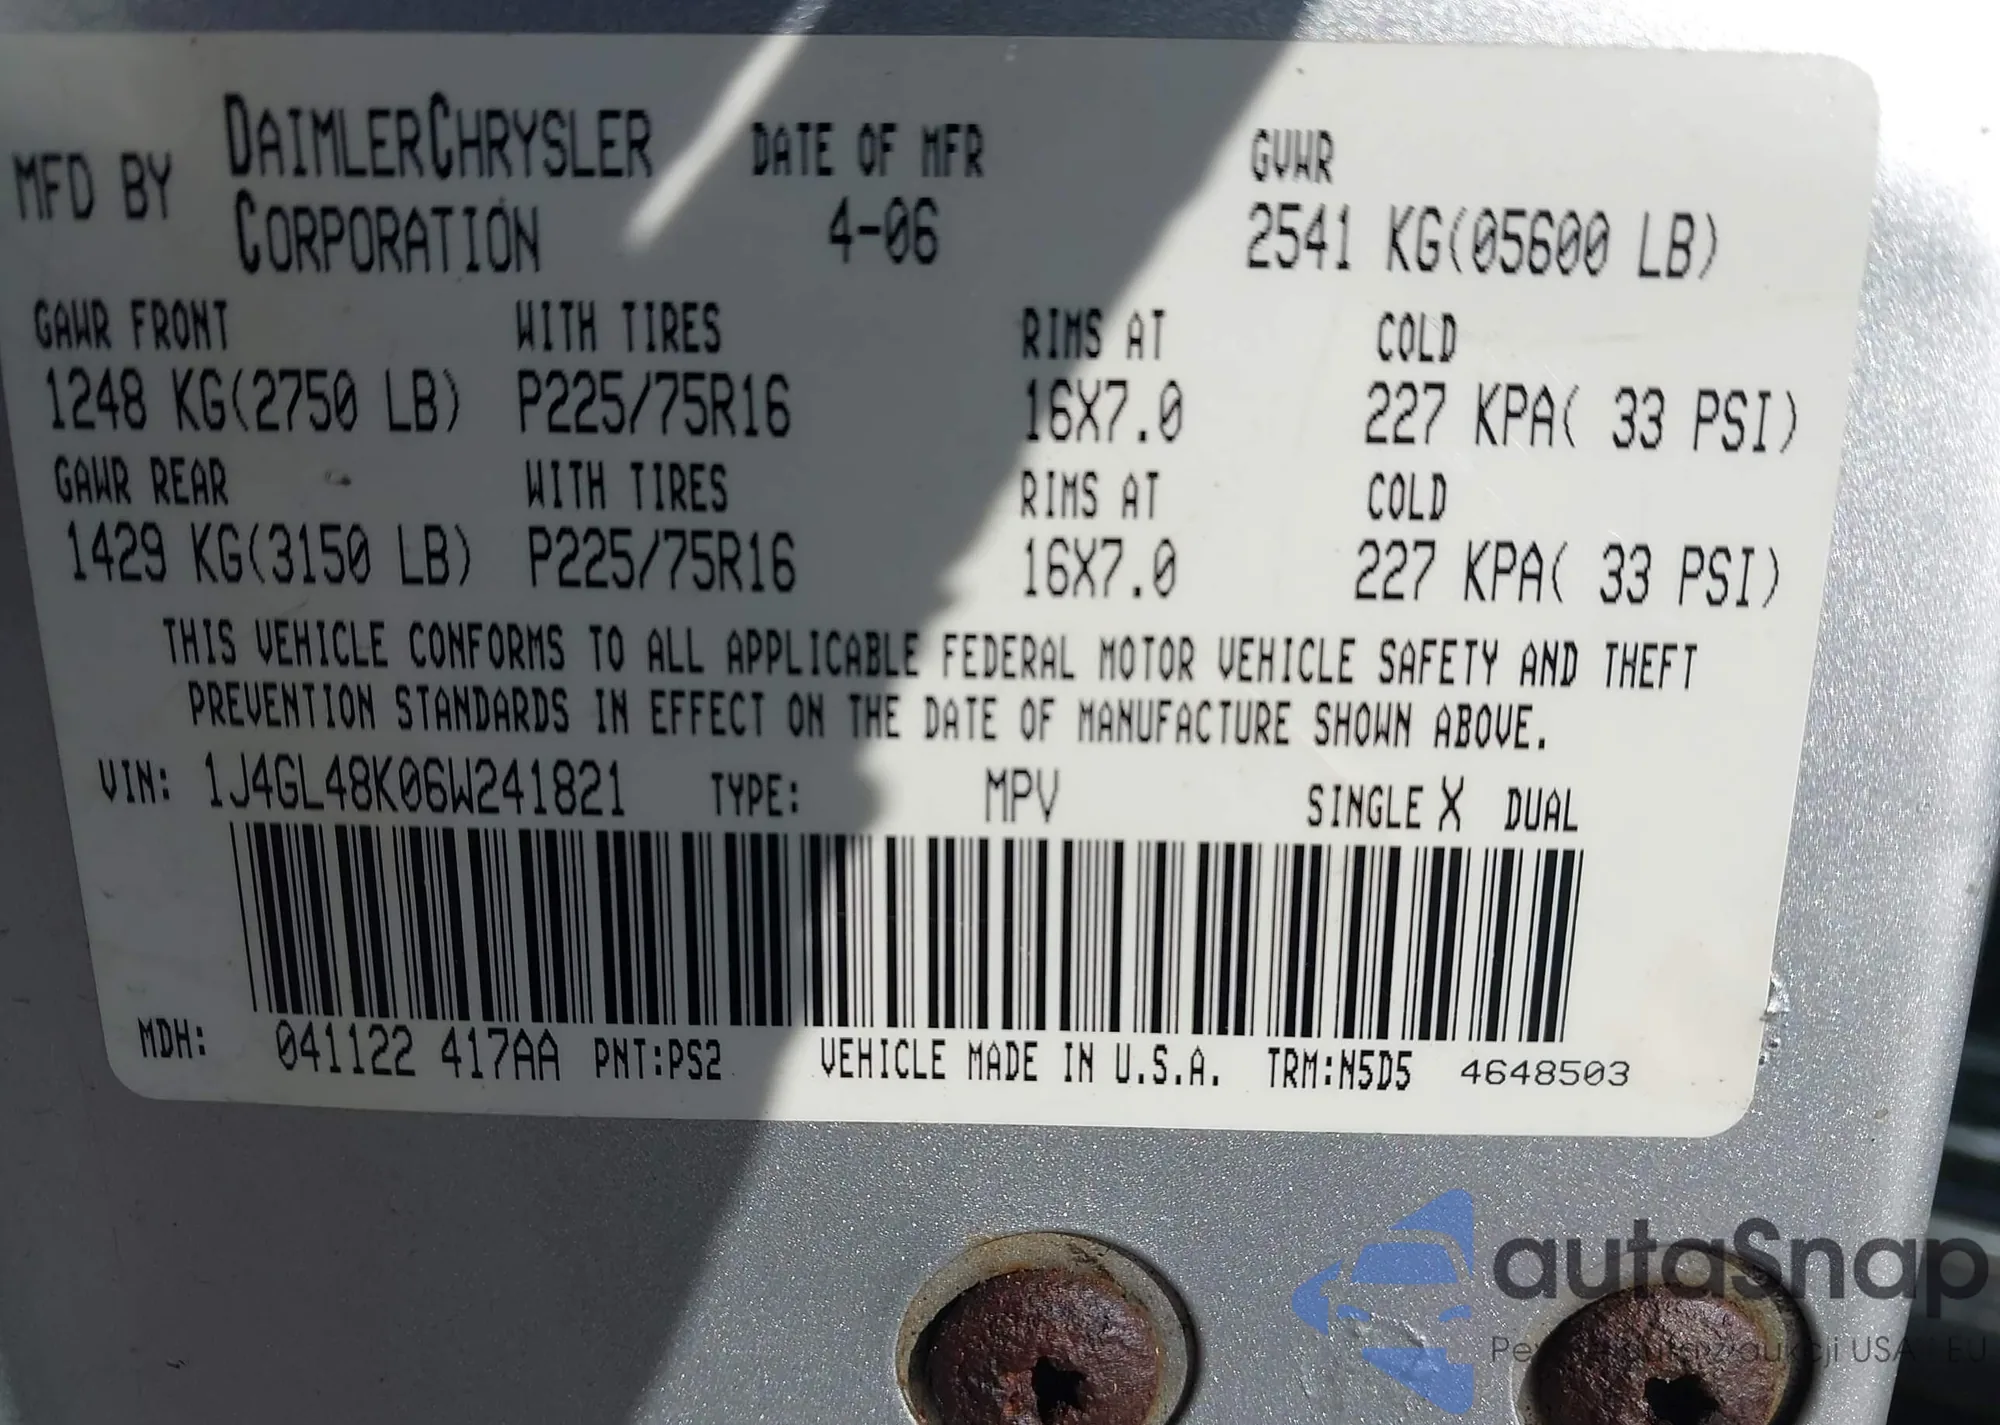 MFD BY DAIMLERCHRYSLER CORPORATION DATE OF MFR 4-06 GVWR 2541 KG(05600 LB)
GAWR FRONT WITH TIRES RIMS AT COLD
1248 KG(2750 LB) P225/75R16 16X7.0 227 KPA( 33 PSI)
GAWR REAR WITH TIRES RIMS AT COLD
1429 KG(3150 LB) P225/75R16 16X7.0 227 KPA( 33 PSI)
THIS VEHICLE CONFORMS TO ALL APPLICABLE FEDERAL MOTOR VEHICLE SAFETY AND THEFT
PREVENTION STANDARDS IN EFFECT ON THE DATE OF MANUFACTURE SHOWN ABOVE.
VIN: 1J4GL48K06W241821 TYPE: MPV SINGLE X DUAL
MDH: 041122 417AA PNT:PS2 VEHICLE MADE IN U.S.A. TRM:N5D5 4648503
autaSnap
USA EU